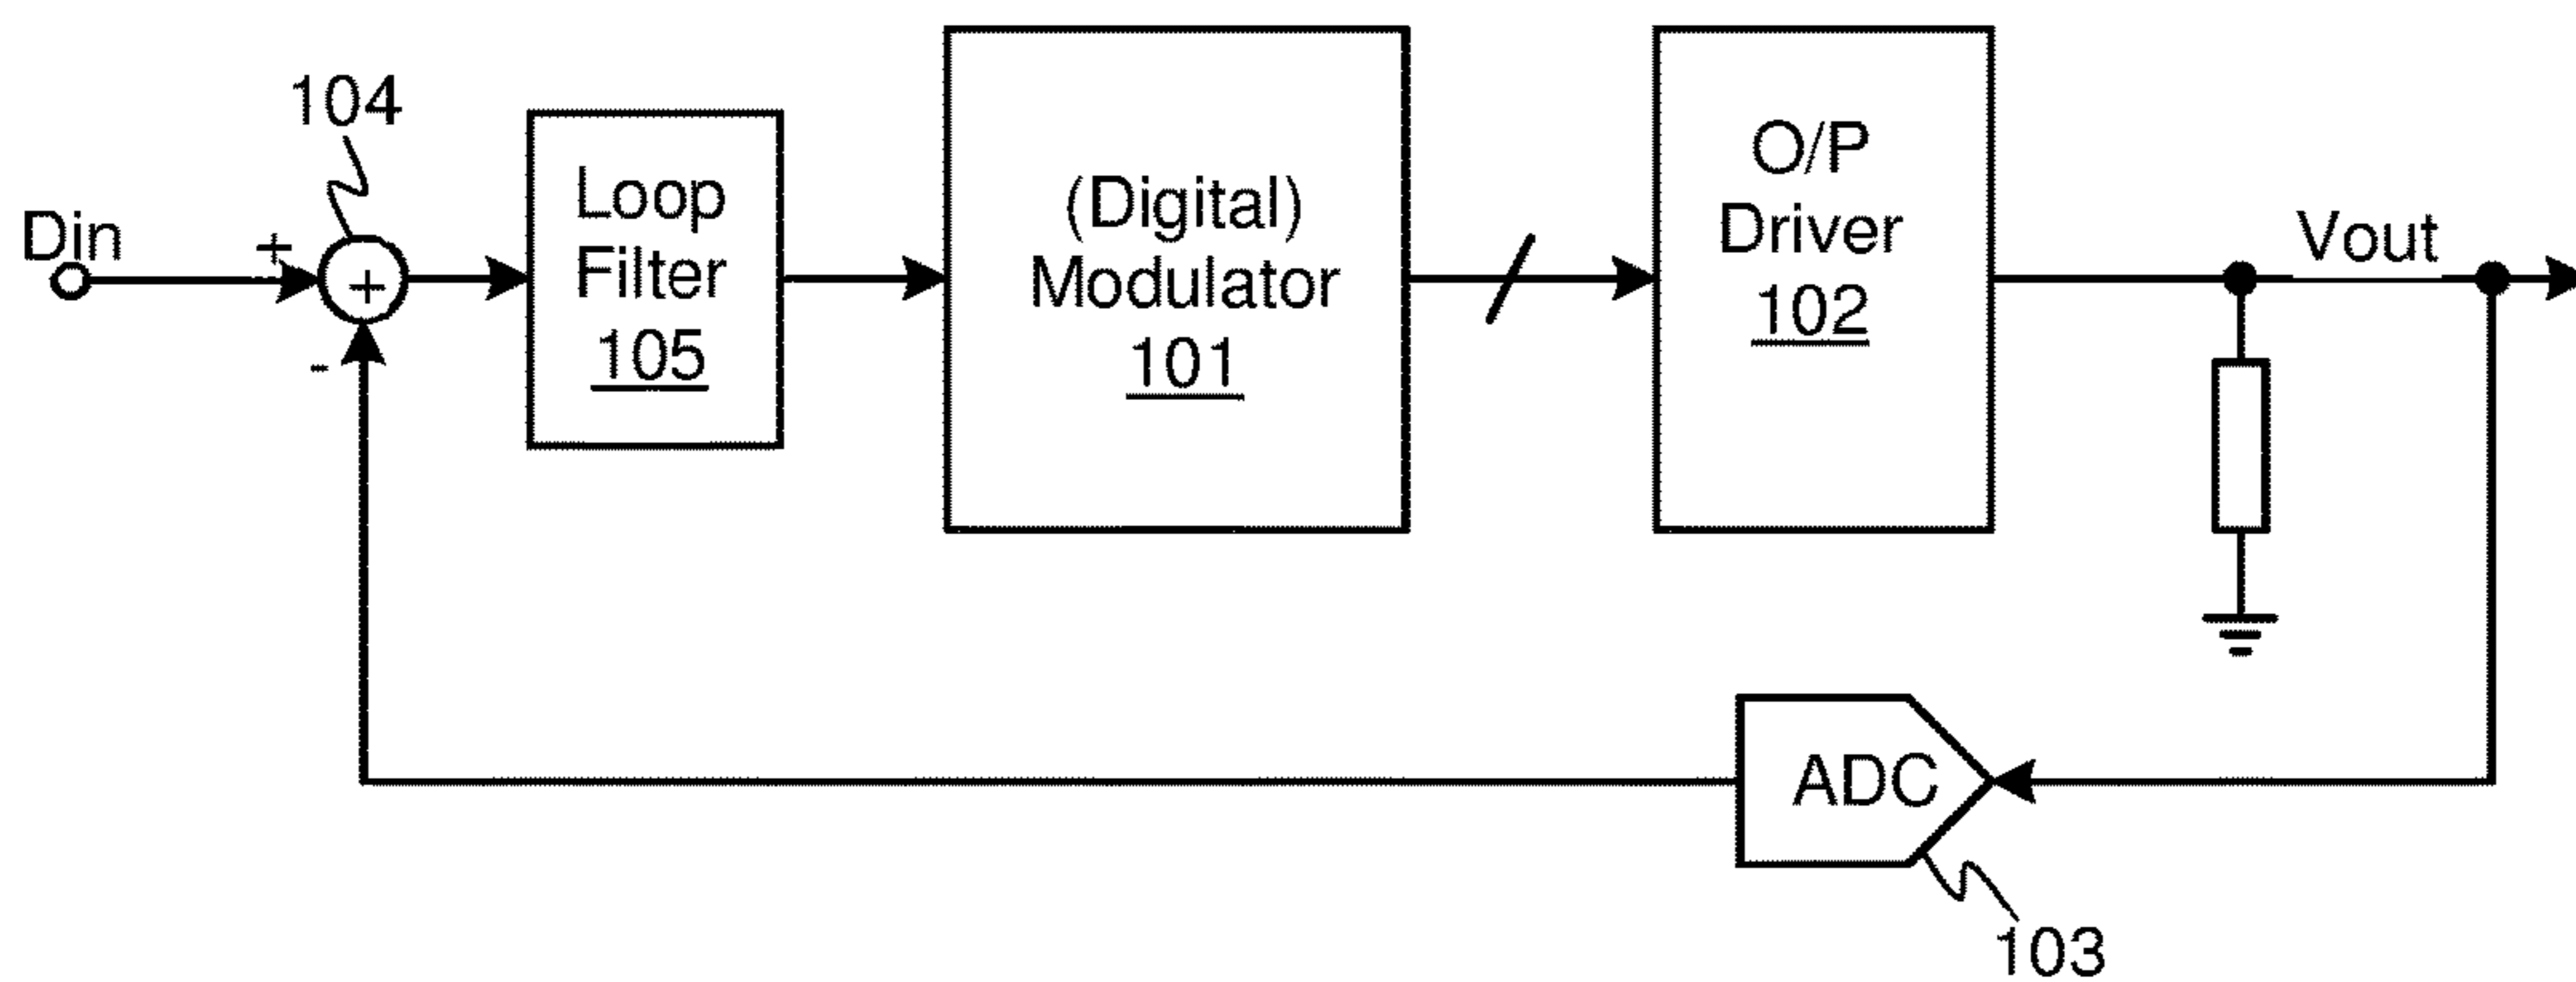 104
Din
+
+
-
Loop
Filter
105
(Digital)
Modulator
101
O/P
Driver
102
Vout
ADC
103